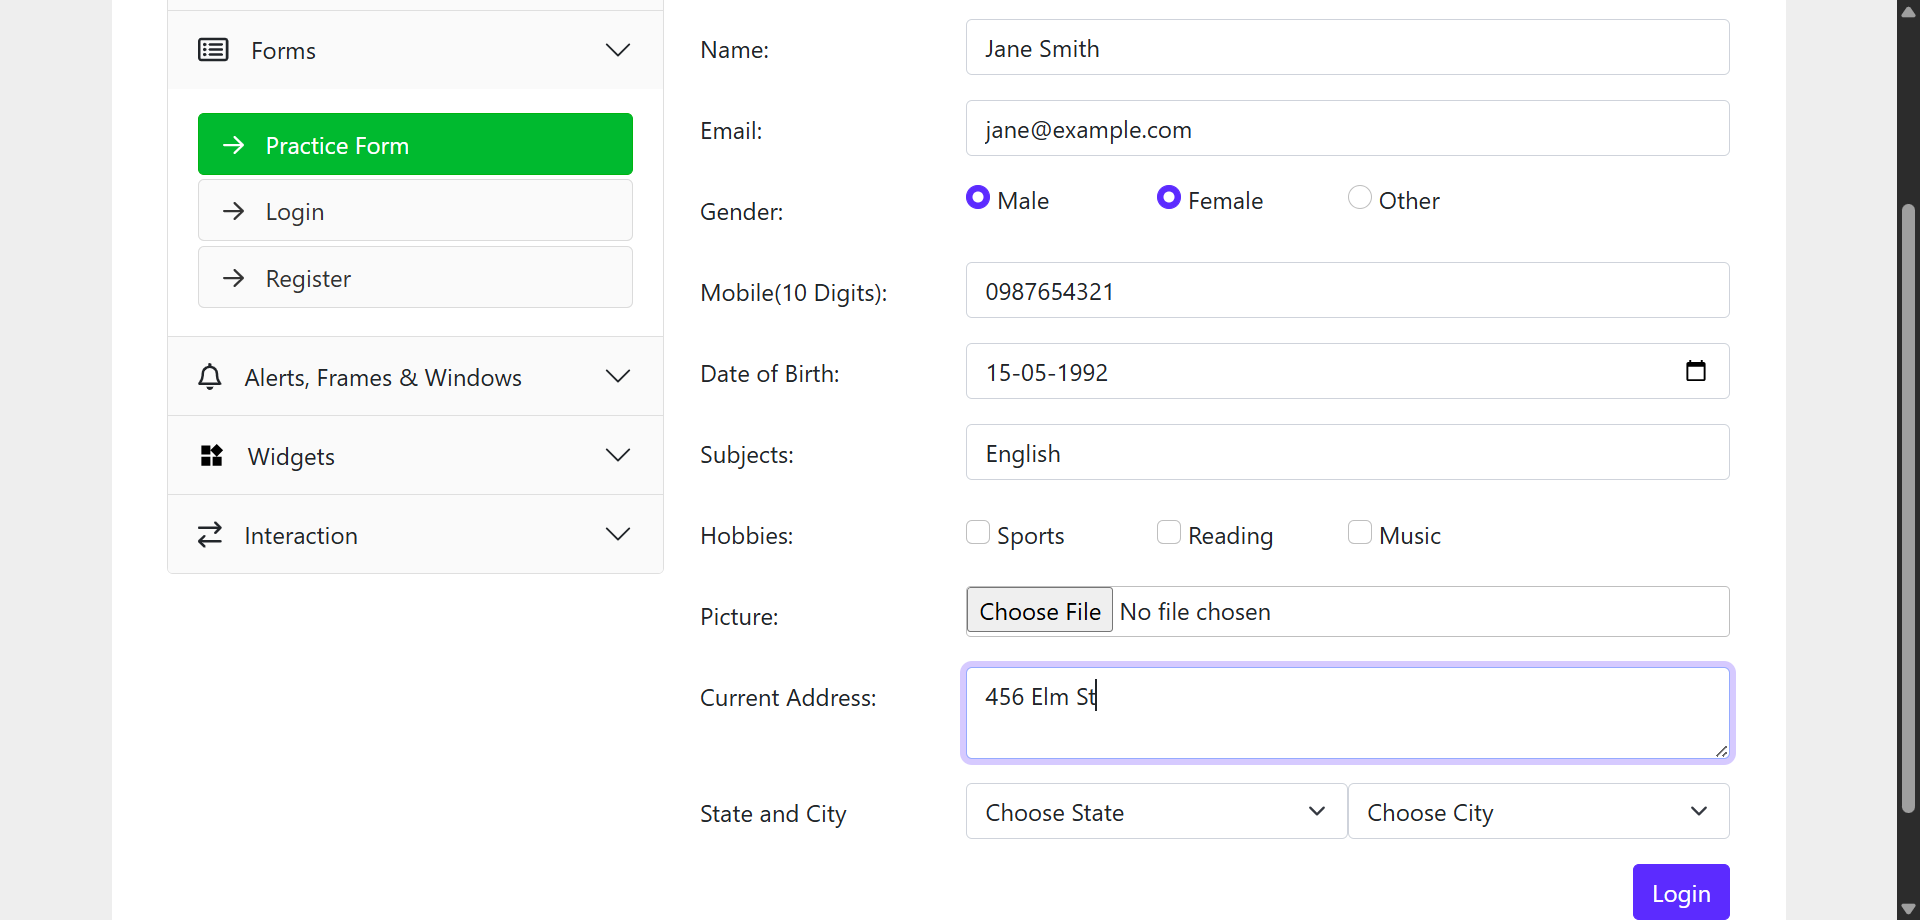 Forms
Practice Form
Login
Register
Alerts, Frames & Windows
Widgets
Interaction
Name: Jane Smith
Email: jane@example.com
Gender: Male Female Other
Mobile(10 Digits): 0987654321
Date of Birth: 15-05-1992
Subjects: English
Hobbies: Sports Reading Music
Picture: Choose File No file chosen
Current Address: 456 Elm St
State and City Choose State Choose City
Login